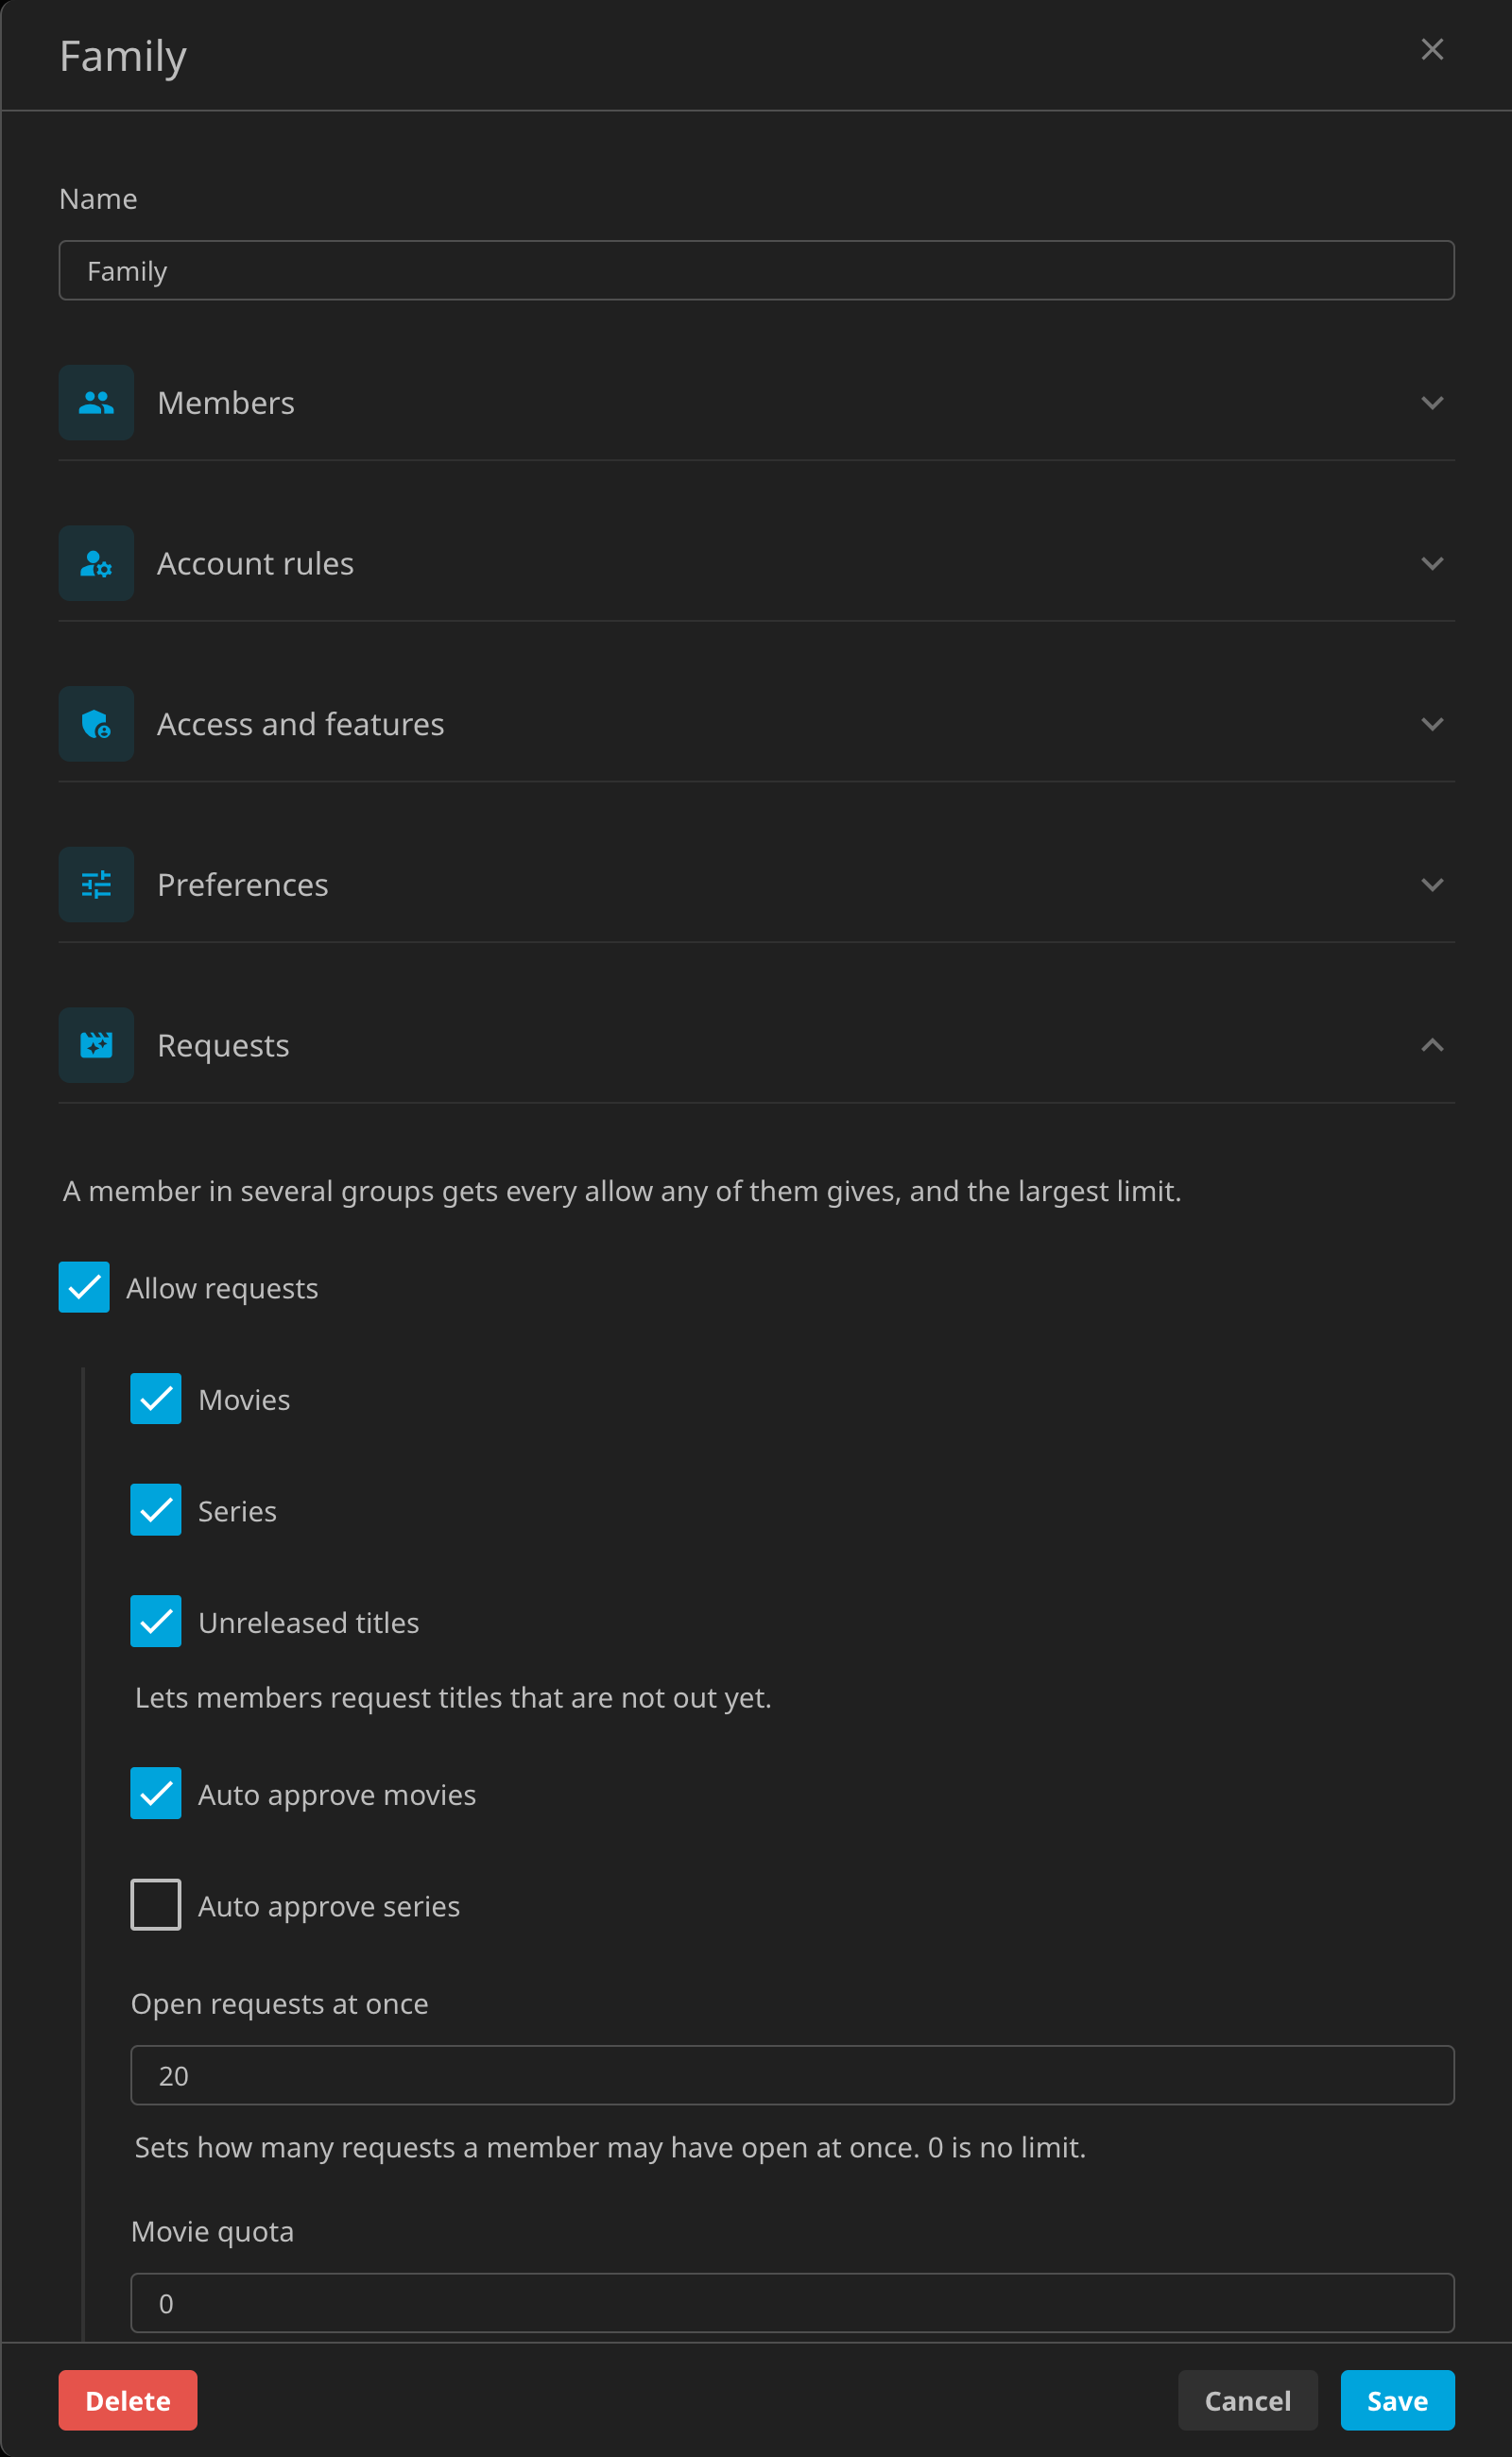 Family
Name
Family
Members
Account rules
Access and features
Preferences
Requests
A member in several groups gets every allow any of them gives, and the largest limit.
Allow requests
Movies
Series
Unreleased titles
Lets members request titles that are not out yet.
Auto approve movies
Auto approve series
Open requests at once
20
Sets how many requests a member may have open at once. 0 is no limit.
Movie quota
0
Delete
Cancel
Save